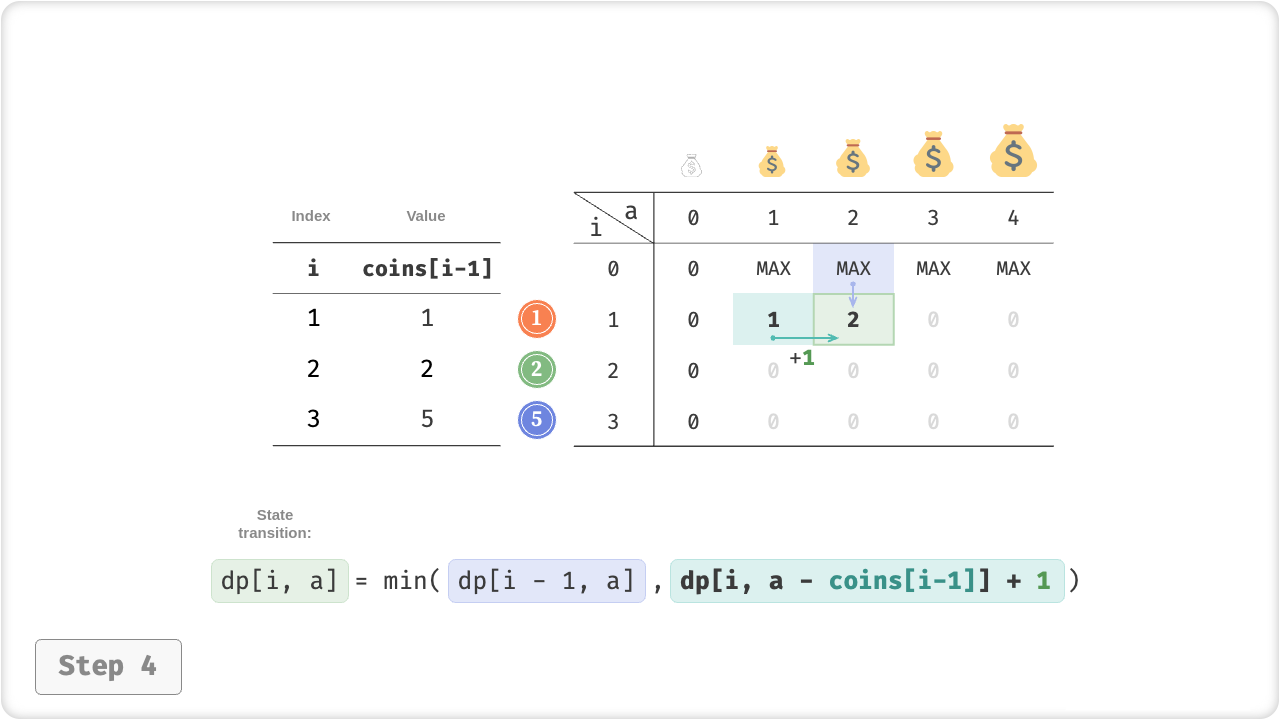 Index Value
i coins[i-1]
1 1
2 2
3 5
1
2
5
$ $ $ $ $
i a 0 1 2 3 4
0 0 MAX MAX MAX MAX
1 0 1 2 0 0
+1
2 0 0 0 0 0
3 0 0 0 0 0
State
transition:
dp[i, a] = min( dp[i - 1, a] , dp[i, a - coins[i-1]] + 1 )
Step 4